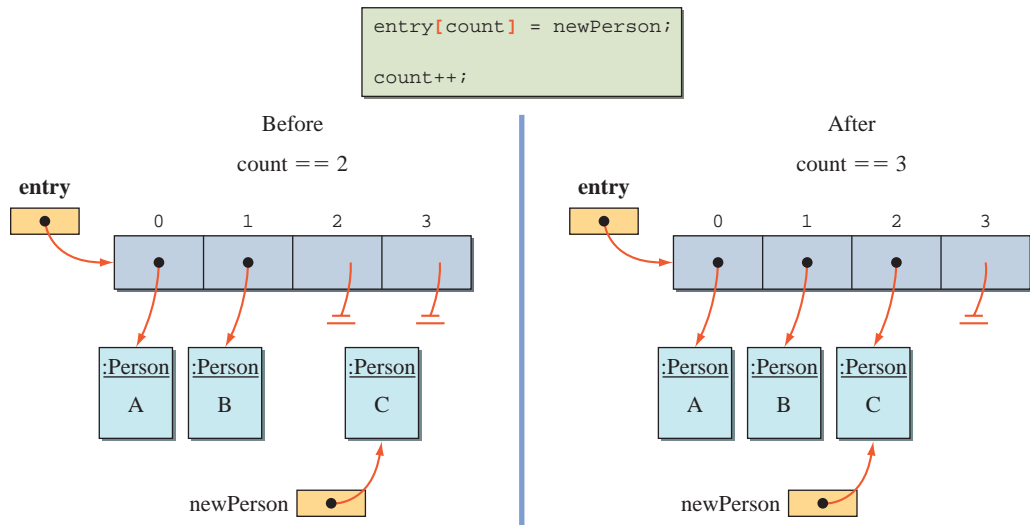 entry[count] = newPerson;
count++;
Before
count == 2
entry
0 1 2 3
:Person :Person :Person
A B C
newPerson
After
count == 3
entry
0 1 2 3
:Person :Person :Person
A B C
newPerson